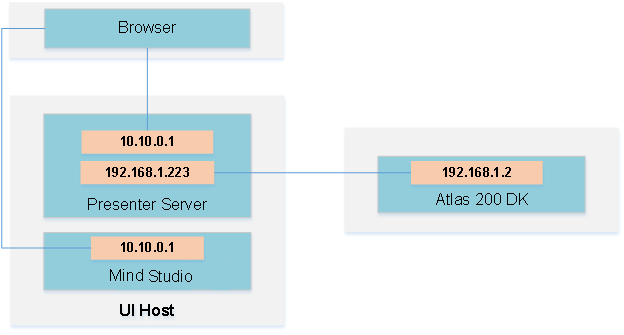 Browser
10.10.0.1
192.168.1.223
Presenter Server
192.168.1.2
Atlas 200 DK
10.10.0.1
Mind Studio
UI Host